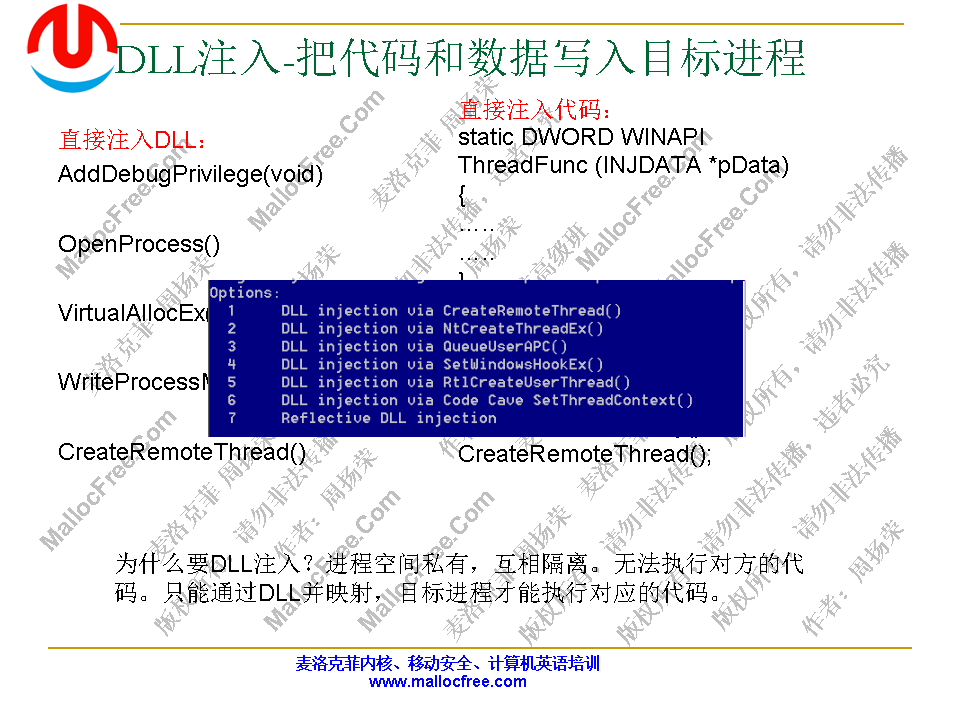 DLL注入-把代码和数据写入目标进程
直接注入DLL：
AddDebugPrivilege(void)
OpenProcess()
VirtualAllocEx(
WriteProcessM
CreateRemoteThread()
直接注入代码：
static DWORD WINAPI
ThreadFunc (INJDATA *pData)
{
…..
…..
}
Options:
1 DLL injection via CreateRemoteThread()
2 DLL injection via NtCreateThreadEx()
3 DLL injection via QueueUserAPC()
4 DLL injection via SetWindowsHookEx()
5 DLL injection via RtlCreateUserThread()
6 DLL injection via Code Cave SetThreadContext()
7 Reflective DLL injection
CreateRemoteThread();
为什么要DLL注入？进程空间私有，互相隔离。无法执行对方的代
码。只能通过DLL并映射，目标进程才能执行对应的代码。
麦洛克菲内核、移动安全、计算机英语培训
www.mallocfree.com
MallocFree.Com
麦洛克菲 周扬荣
版权所有，请勿非法传播，违者必究
作者：周扬荣